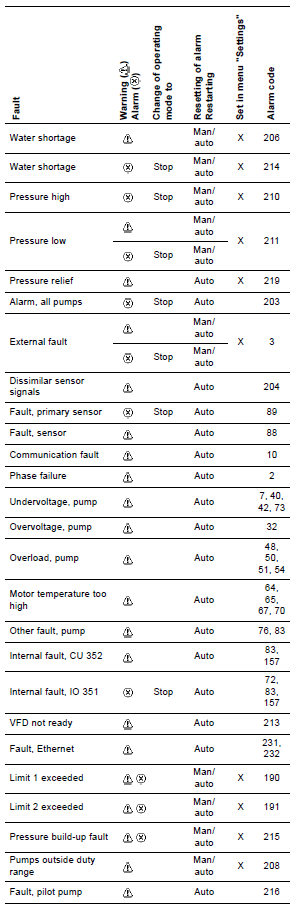 Fault
Warning (⚠)
Alarm (⊗)
Change of operating
mode to
Resetting of alarm
Restarting
Set in menu "Settings"
Alarm code
Water shortage Man/
auto X 206
Water shortage Stop Man/
auto X 214
Pressure high Stop Man/
auto X 210
Pressure low Man/
auto X 211
Stop Man/
auto
Pressure relief Auto X 219
Alarm, all pumps Stop Auto 203
External fault Man/
auto X 3
Stop Man/
auto
Dissimilar sensor
signals Auto 204
Fault, primary sensor Stop Auto 89
Fault, sensor Auto 88
Communication fault Auto 10
Phase failure Auto 2
Undervoltage, pump Auto 7, 40,
42, 73
Overvoltage, pump Auto 32
Overload, pump Auto 48,
50,
51, 54
Motor temperature too
high Auto 64,
65,
67, 70
Other fault, pump Auto 76, 83
Internal fault, CU 352 Auto 83,
157
Internal fault, IO 351 Stop Auto 72,
83,
157
VFD not ready Auto 213
Fault, Ethernet Auto 231,
232
Limit 1 exceeded Man/
auto X 190
Limit 2 exceeded Man/
auto X 191
Pressure build-up fault Man/
auto X 215
Pumps outside duty
range Man/
auto X 208
Fault, pilot pump Auto 216